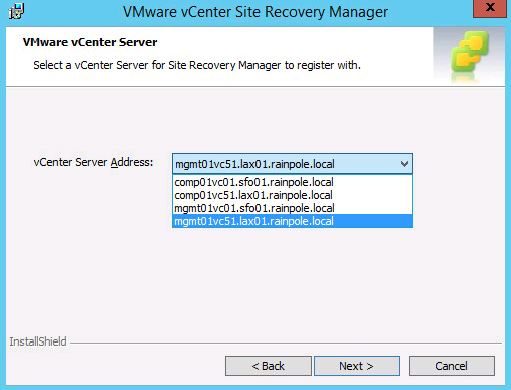 VMware vCenter Site Recovery Manager
X
VMware vCenter Server
Select a vCenter Server for Site Recovery Manager to register with.
vCenter Server Address:
mgmt01vc51.lax01.rainpole.local
comp01vc01.sfo01.rainpole.local
comp01vc51.lax01.rainpole.local
mgmt01vc01.sfo01.rainpole.local
mgmt01vc51.lax01.rainpole.local
InstallShield
< Back
Next >
Cancel